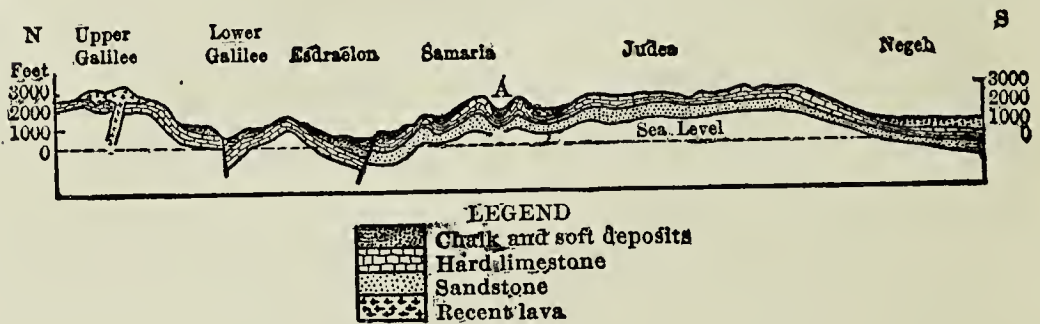 N Upper Galilee Lower Galilee Esdraelon Samaria Judea Negeb S
Feet
3000
2000
1000
0
A
Sea Level
3000
2000
1000
0
LEGEND
Chalk and soft deposits
Hard limestone
Sandstone
Recent lava